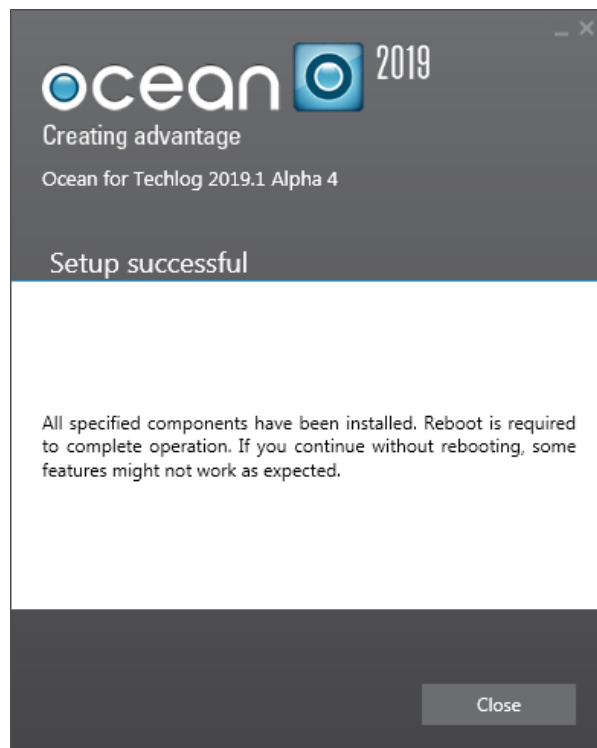 ocean 2019
Creating advantage
Ocean for Techlog 2019.1 Alpha 4
Setup successful
All specified components have been installed. Reboot is required
to complete operation. If you continue without rebooting, some
features might not work as expected.
Close